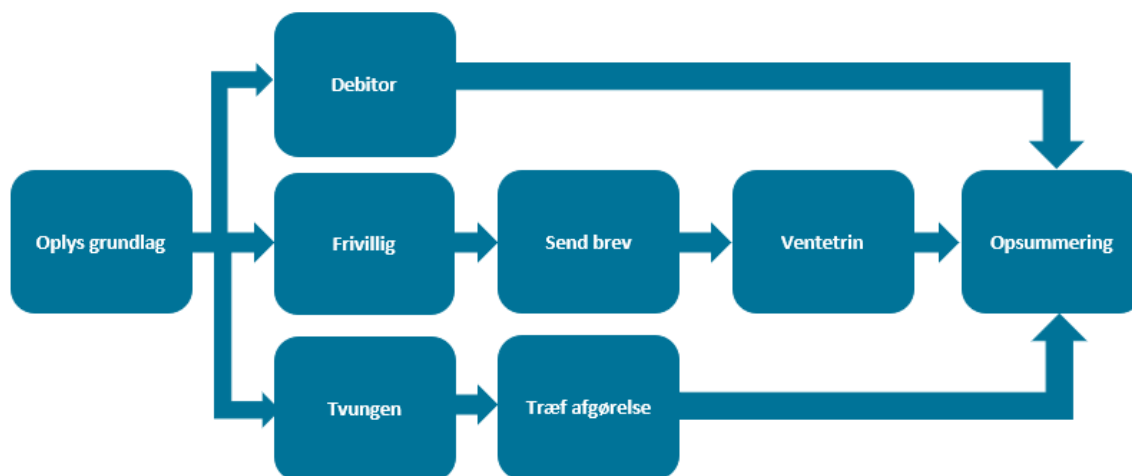 Debitor
Oplys grundlag
Frivillig
Send brev
Ventetrin
Opsummering
Tvungen
Træf afgørelse